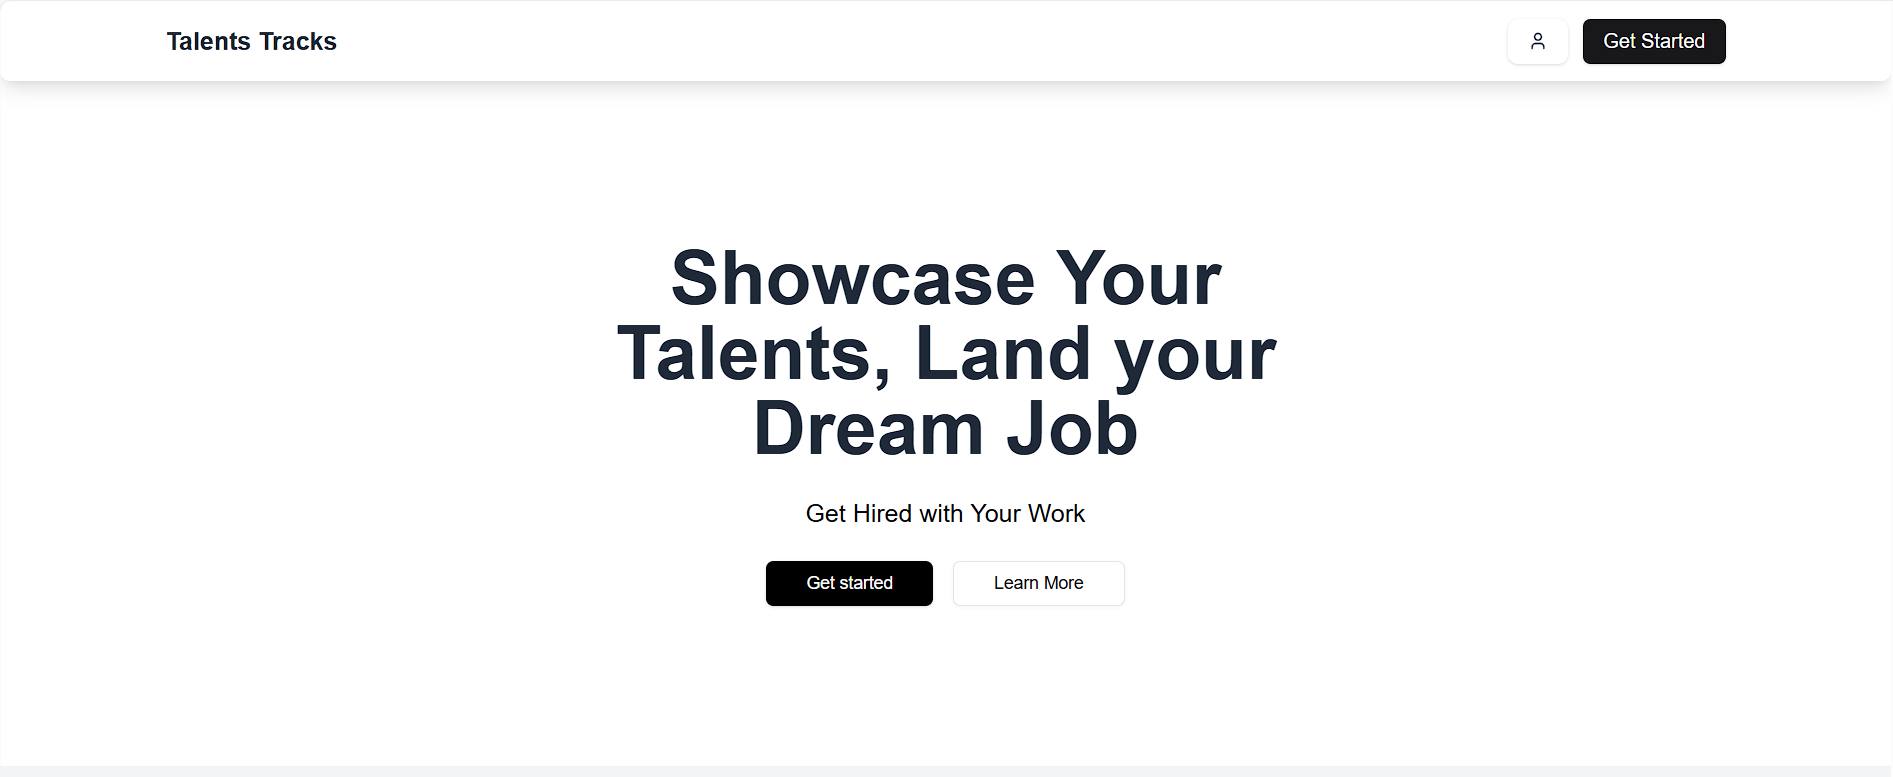 Talents Tracks
Get Started
Showcase Your
Talents, Land your
Dream Job
Get Hired with Your Work
Get started
Learn More